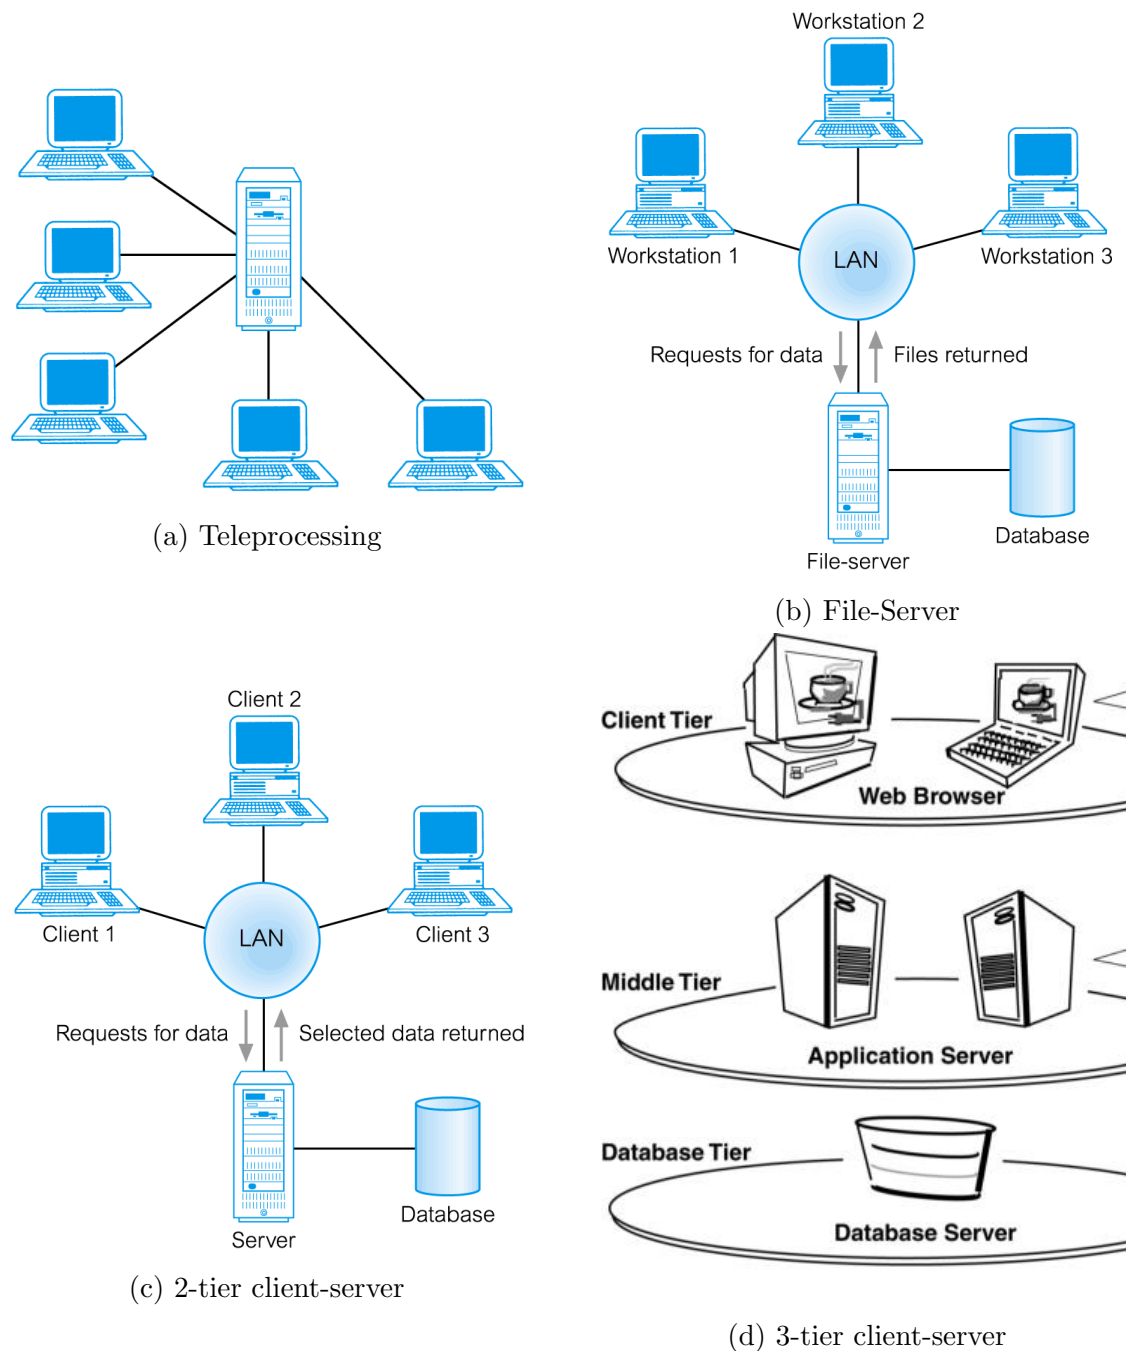 Workstation 2
Workstation 1
LAN
Workstation 3
Requests for data
Files returned
Database
File-server
(a) Teleprocessing
(b) File-Server
Client 2
Client 1
LAN
Client 3
Requests for data
Selected data returned
Database
Server
(c) 2-tier client-server
Client Tier
Web Browser
Middle Tier
Application Server
Database Tier
Database Server
(d) 3-tier client-server